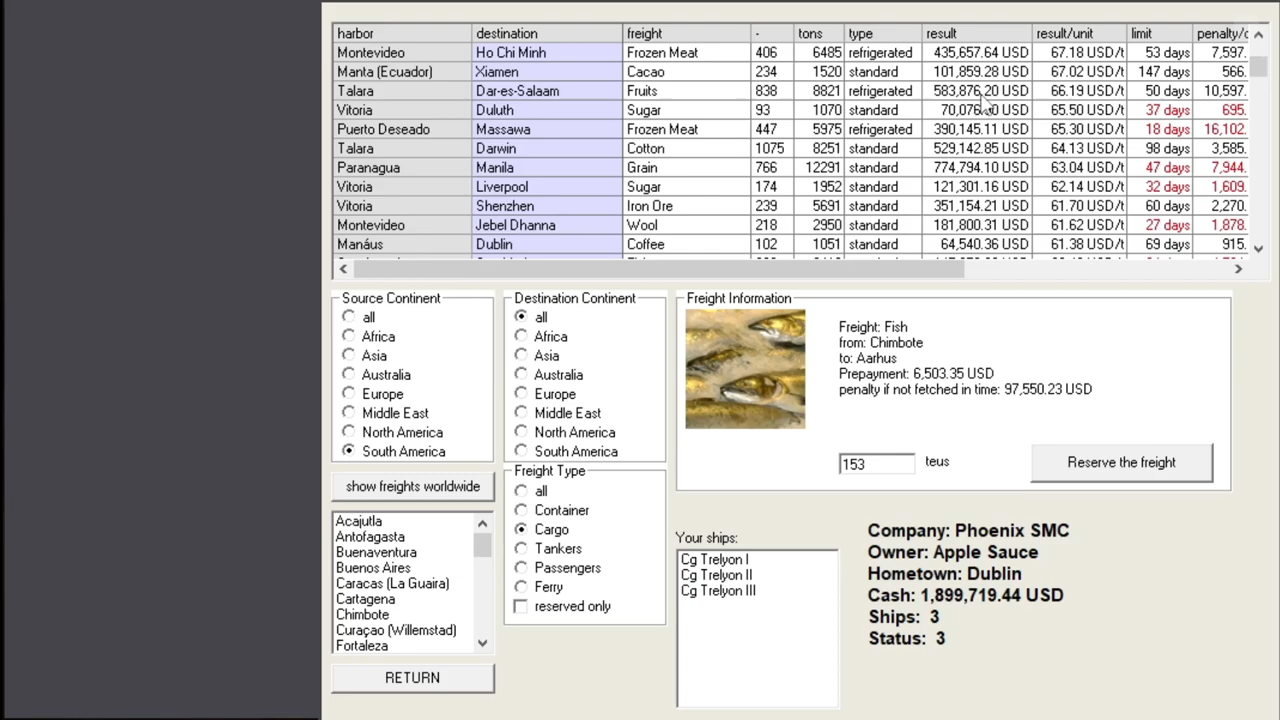 harbor destination freight - tons type result result/unit limit penalty/
Montevideo Ho Chi Minh Frozen Meat 406 6485 refrigerated 435,657.64 USD 67.18 USD/t 53 days 7,597.
Manta (Ecuador) Xiamen Cacao 234 1520 standard 101,859.28 USD 67.02 USD/t 147 days 566.
Talara Dar-es-Salaam Fruits 838 8821 refrigerated 583,876.20 USD 66.19 USD/t 50 days 10,597.
Vitoria Duluth Sugar 93 1070 standard USD 65.50 USD/t 37 days 695.
Puerto Deseado Massawa Frozen Meat 447 5975 refrigerated 390,145.11 USD 65.30 USD/t 18 days 16,102.
Talara Darwin Cotton 1075 8251 standard 529,142.85 USD 64.13 USD/t 98 days 3,585.
Paranagua Manila Grain 766 12291 standard 774,794.10 USD 63.04 USD/t 47 days 7,944.
Vitoria Liverpool Sugar 174 1952 standard 121,301.16 USD 62.14 USD/t 32 days 1,609.
Vitoria Shenzhen Iron Ore 239 5691 standard 351,154.21 USD 61.70 USD/t 60 days 2,270.
Montevideo Jebel Dhanna Wool 218 2950 standard 181,800.31 USD 61.62 USD/t 27 days 1,878.
Manáus Dublin Coffee 102 1051 standard 64,540.36 USD 61.38 USD/t 69 days 915.
Source Continent
all
Africa
Asia
Australia
Europe
Middle East
North America
South America
show freights worldwide
Acajutla
Antofagasta
Buenaventura
Buenos Aires
Caracas (La Guaira)
Cartagena
Chimbote
Curaçao (Willemstad)
Fortaleza
RETURN
Destination Continent
all
Africa
Asia
Australia
Europe
Middle East
North America
South America
Freight Type
all
Container
Cargo
Tankers
Passengers
Ferry
reserved only
Freight Information
Freight: Fish
from: Chimbote
to: Aarhus
Prepayment: 6,503.35 USD
penalty if not fetched in time: 97,550.23 USD
153 teus
Reserve the freight
Your ships:
Cg Trelyon I
Cg Trelyon II
Cg Trelyon III
Company: Phoenix SMC
Owner: Apple Sauce
Hometown: Dublin
Cash: 1,899,719.44 USD
Ships: 3
Status: 3